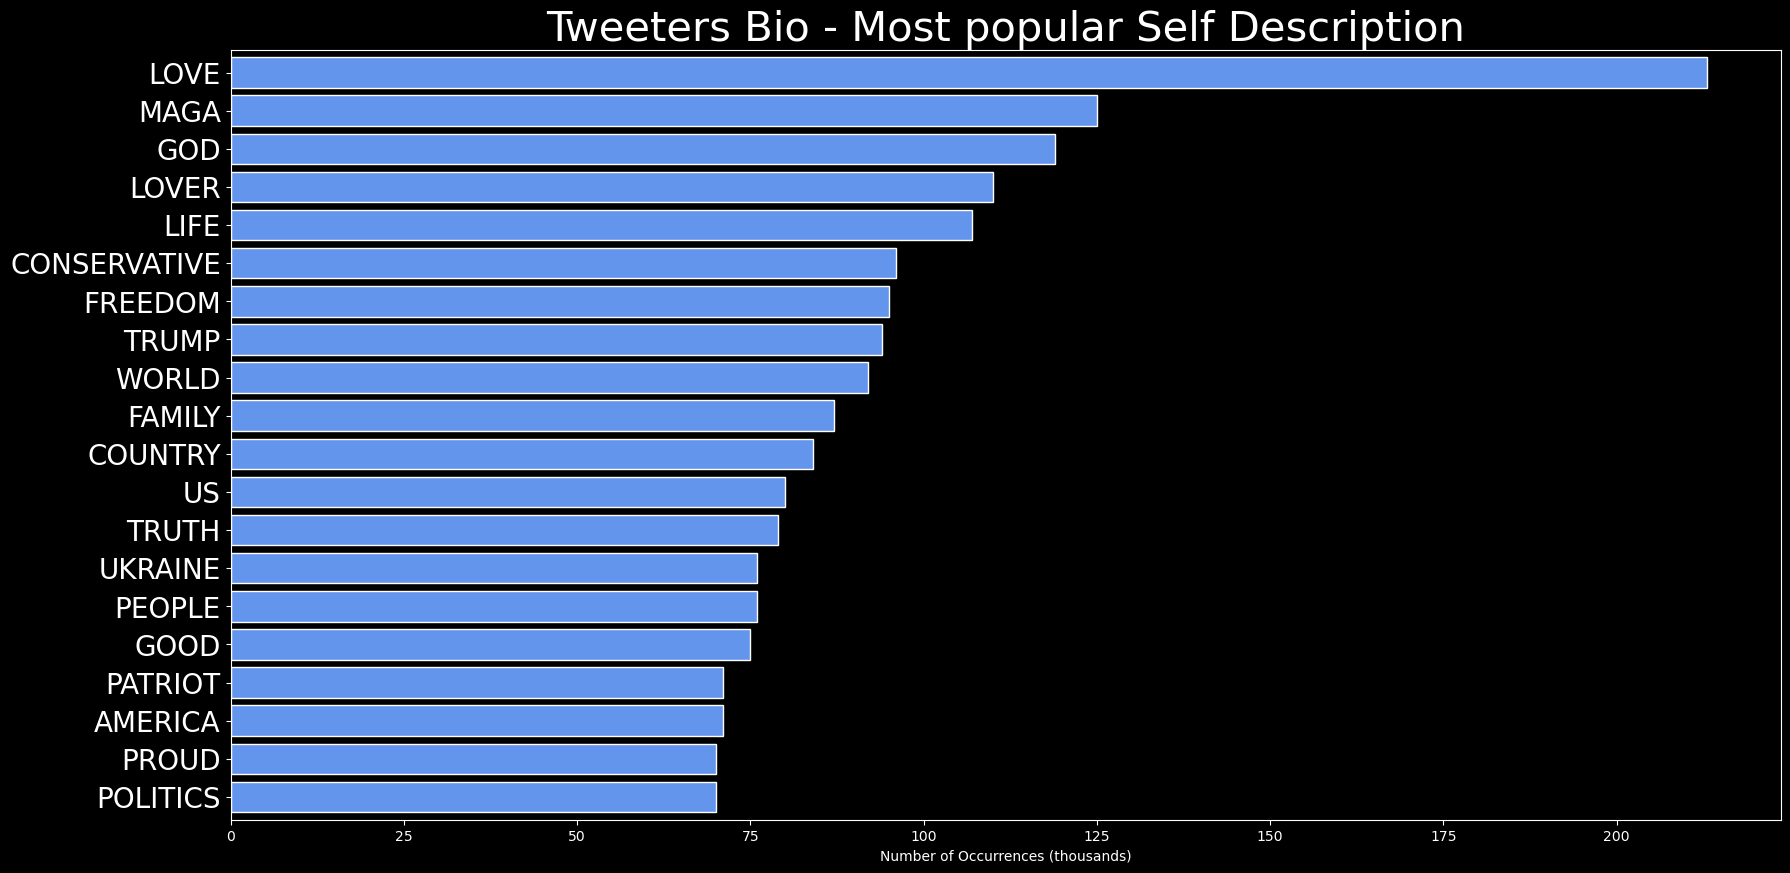 Tweeters Bio - Most popular Self Description
LOVE
MAGA
GOD
LOVER
LIFE
CONSERVATIVE
FREEDOM
TRUMP
WORLD
FAMILY
COUNTRY
US
TRUTH
UKRAINE
PEOPLE
GOOD
PATRIOT
AMERICA
PROUD
POLITICS
0 25 50 75 100 125 150 175 200
Number of Occurrences (thousands)